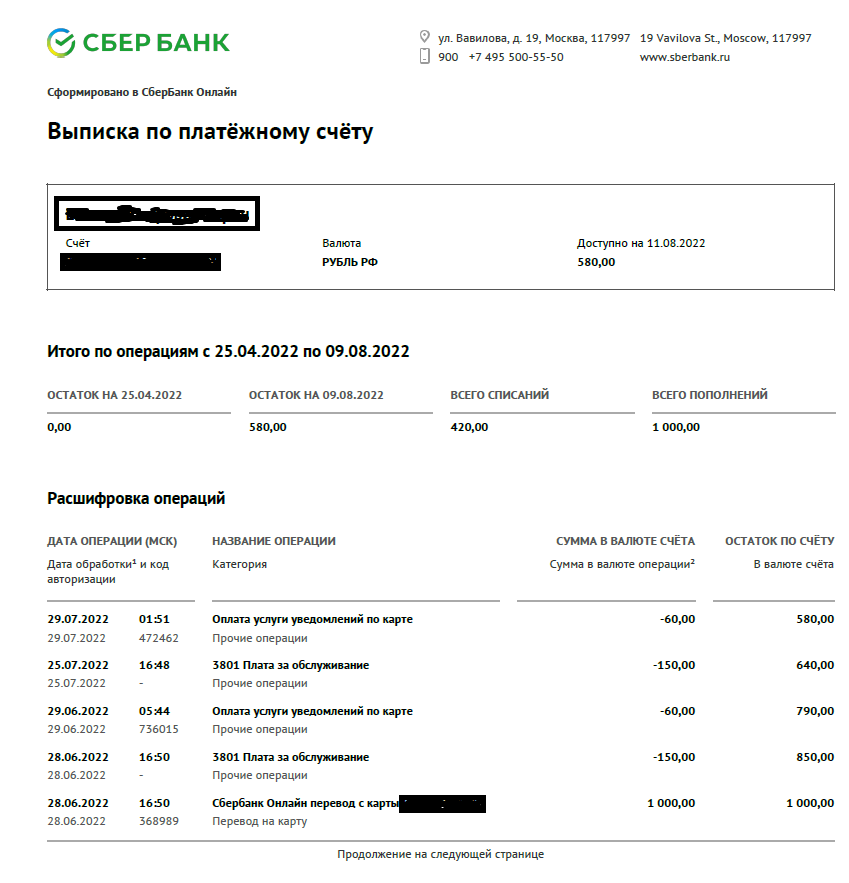 СБЕР БАНК
ул. Вавилова, д. 19, Москва, 117997 19 Vavilova St., Moscow, 117997
900 +7 495 500-55-50 www.sberbank.ru
Сформировано в СберБанк Онлайн
Выписка по платёжному счёту
Счёт Валюта Доступно на 11.08.2022
РУБЛЬ РФ 580,00
Итого по операциям с 25.04.2022 по 09.08.2022
ОСТАТОК НА 25.04.2022 ОСТАТОК НА 09.08.2022 ВСЕГО СПИСАНИЙ ВСЕГО ПОПОЛНЕНИЙ
0,00 580,00 420,00 1 000,00
Расшифровка операций
ДАТА ОПЕРАЦИИ (МСК) НАЗВАНИЕ ОПЕРАЦИИ СУММА В ВАЛЮТЕ СЧЁТА ОСТАТОК ПО СЧЁТУ
Дата обработки¹ и код Категория Сумма в валюте операции² В валюте счёта
авторизации
29.07.2022 01:51 Оплата услуги уведомлений по карте -60,00 580,00
29.07.2022 472462 Прочие операции
25.07.2022 16:48 3801 Плата за обслуживание -150,00 640,00
25.07.2022 - Прочие операции
29.06.2022 05:44 Оплата услуги уведомлений по карте -60,00 790,00
29.06.2022 736015 Прочие операции
28.06.2022 16:50 3801 Плата за обслуживание -150,00 850,00
28.06.2022 - Прочие операции
28.06.2022 16:50 Сбербанк Онлайн перевод с карты 1 000,00 1 000,00
28.06.2022 368989 Перевод на карту
Продолжение на следующей странице